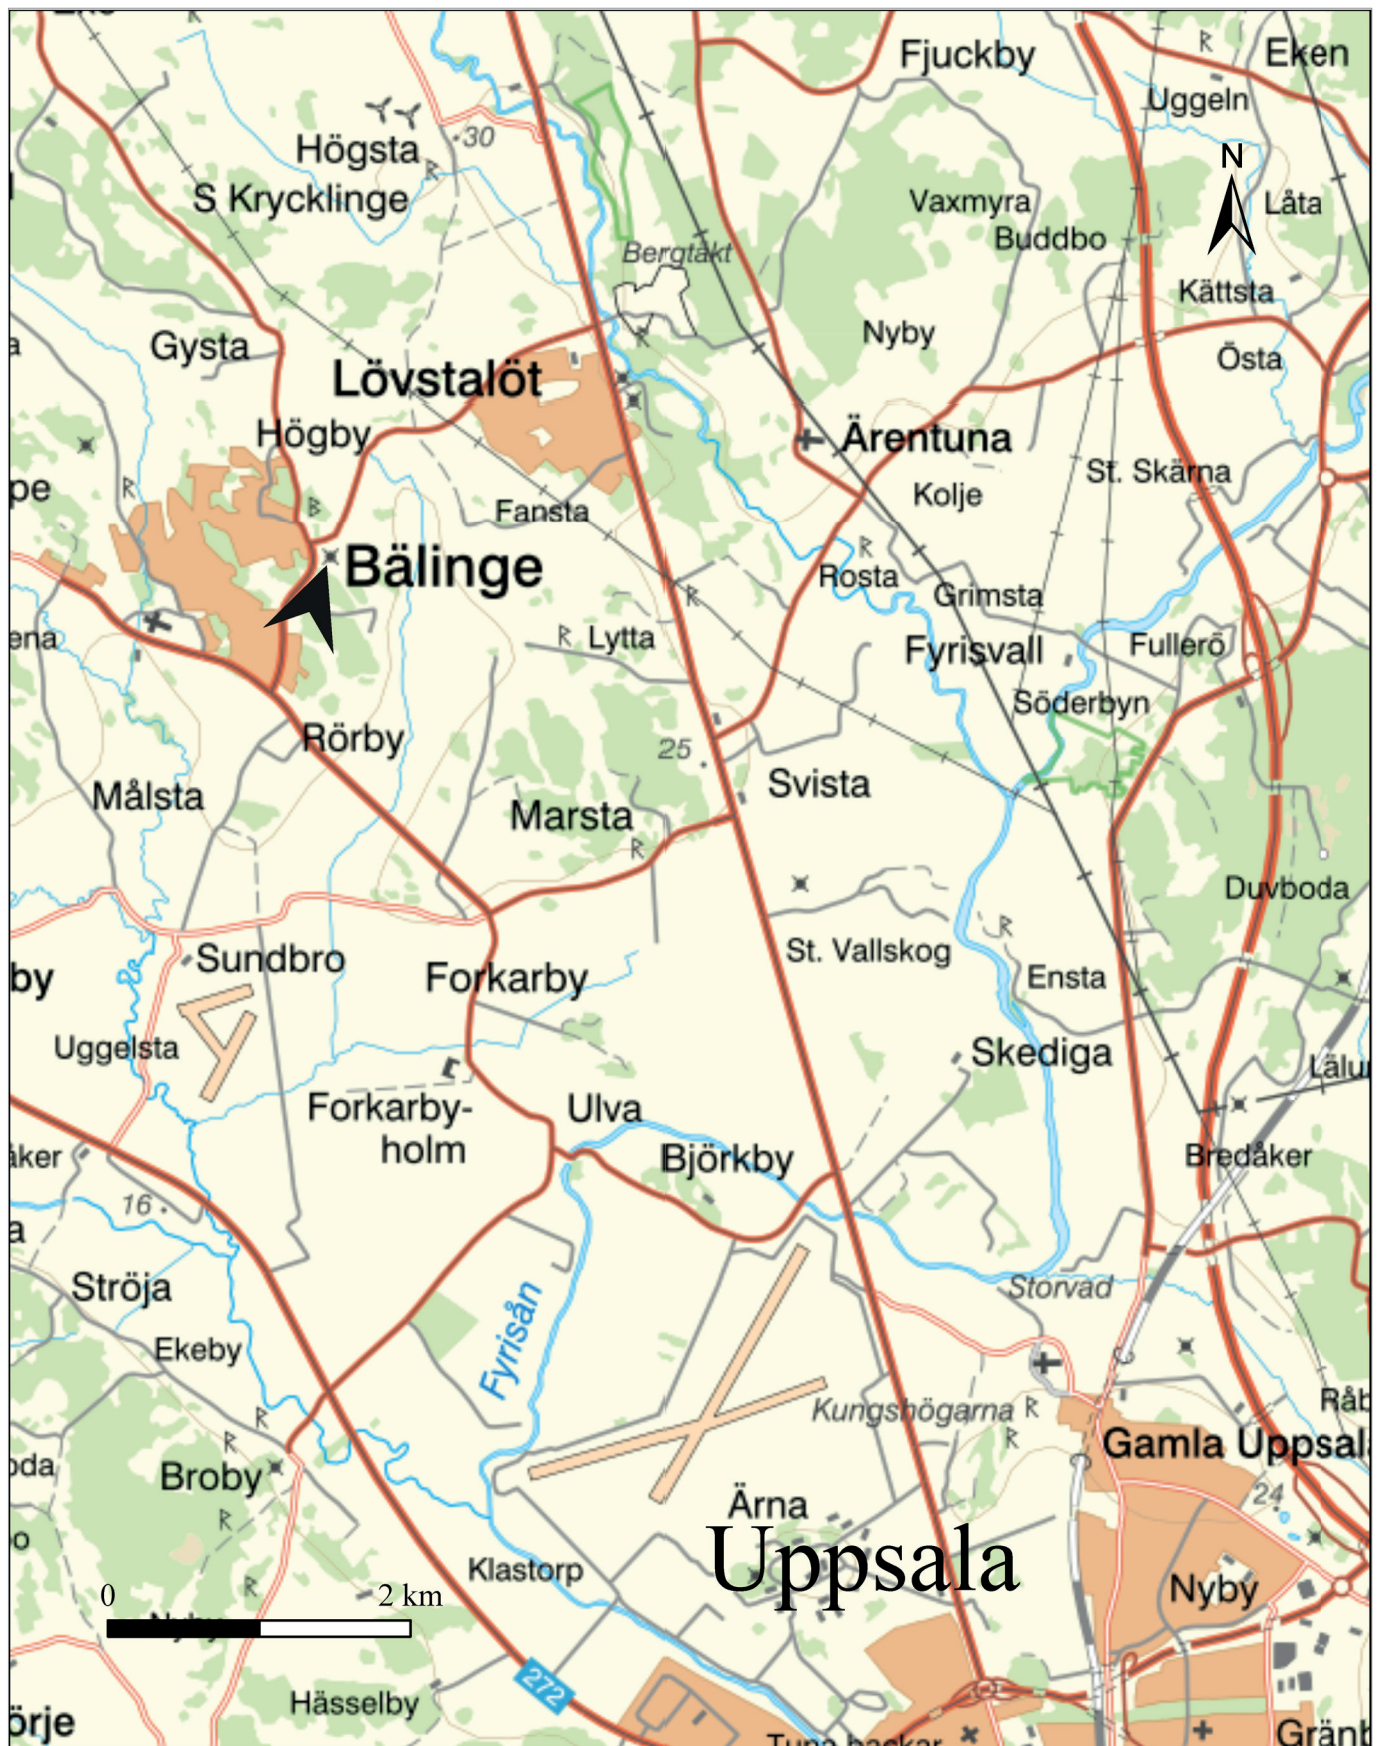 Fjuckby
Eken
Uggeln
30
Högsta
N
S Krycklinge
Vaxmyra
Låta
Buddbo
Bergtäkt
Kättsta
Nyby
Gysta
Östa
Lövstalöt
Högby
Ärentuna
St. Skärna
Kolje
Fansta
Bälinge
Rosta
Grimsta
Lytta
Fyrisvall
Fullerö
Söderbyn
Rörby
25
Svista
Målsta
Marsta
Duvboda
St. Vallskog
Sundbro
Forkarby
by
Ensta
Uggelsta
Skediga
Forkarby-
holm
Ulva
Björkby
Bredåker
16
Ströja
Storvad
Ekeby
Fyrisån
Kungshögarna
Gamla Uppsala
Broby
Ärna
24
Uppsala
Klastorp
Nyby
0 2 km
272
Hässelby